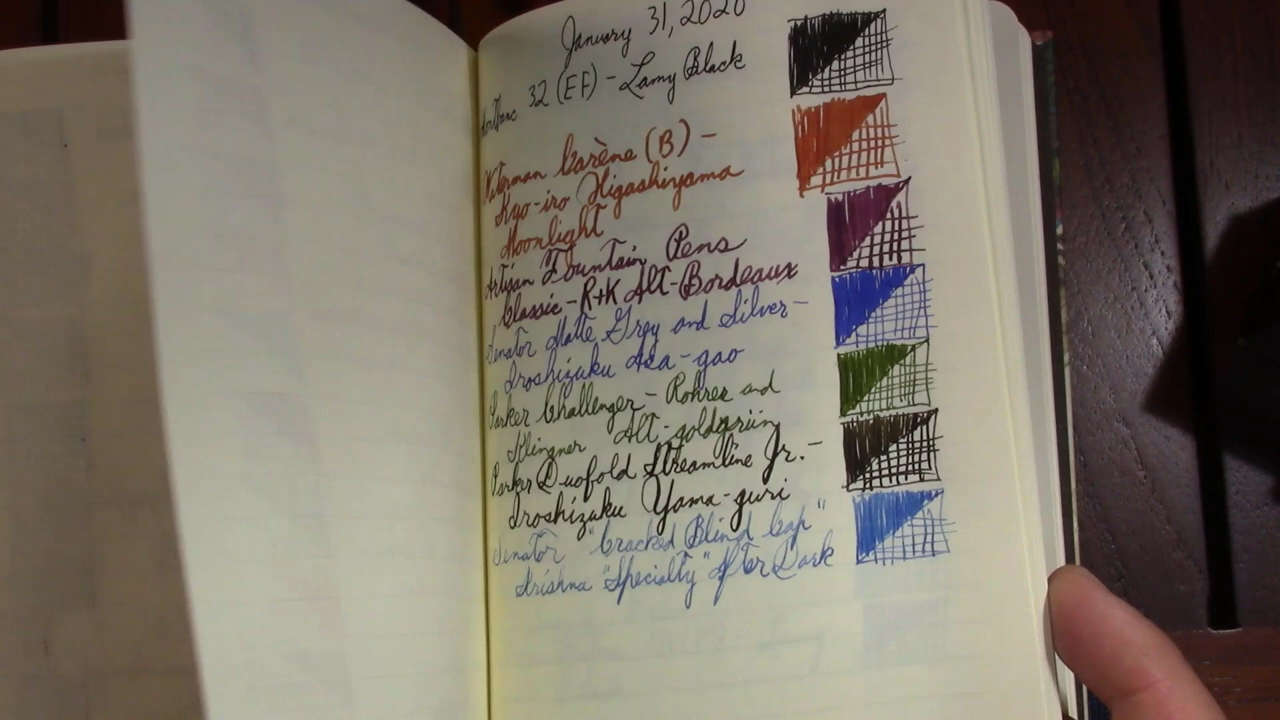 January 31, 2020
Montblanc 32 (EF) - Lamy Black
Waterman Carène (B) -
Kyo-iro Higashiyama
Moonlight
Artisan Fountain Pens
Classic - R+K Alt-Bordeaux
Senator Matte Grey and Silver -
Iroshizuku Asa-gao
Parker Challenger - Rohrer and
Klingner Alt-goldgrün
Parker Duofold Streamline Jr. -
Iroshizuku Yama-guri
Senator "Cracked Blind Cap"
Krishna "Specialty" After Dark